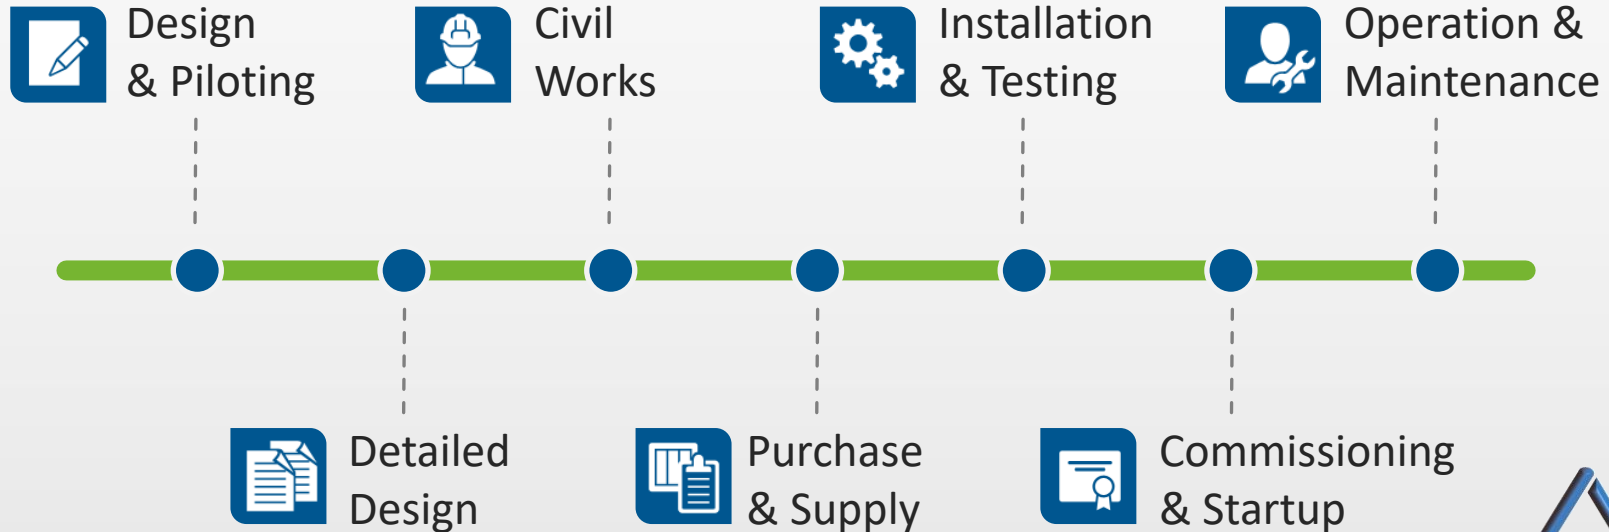 Design
& Piloting
Civil
Works
Installation
& Testing
Operation &
Maintenance
Detailed
Design
Purchase
& Supply
Commissioning
& Startup